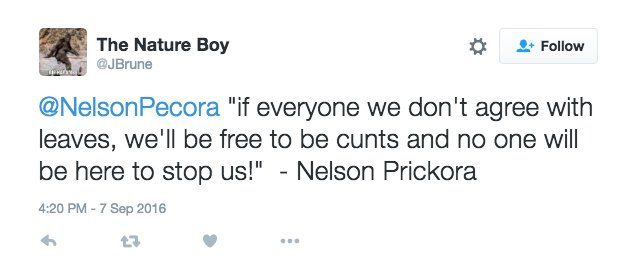 The Nature Boy
@JBrune
Follow
@NelsonPecora "if everyone we don't agree with
leaves, we'll be free to be cunts and no one will
be here to stop us!"  - Nelson Prickora
4:20 PM - 7 Sep 2016